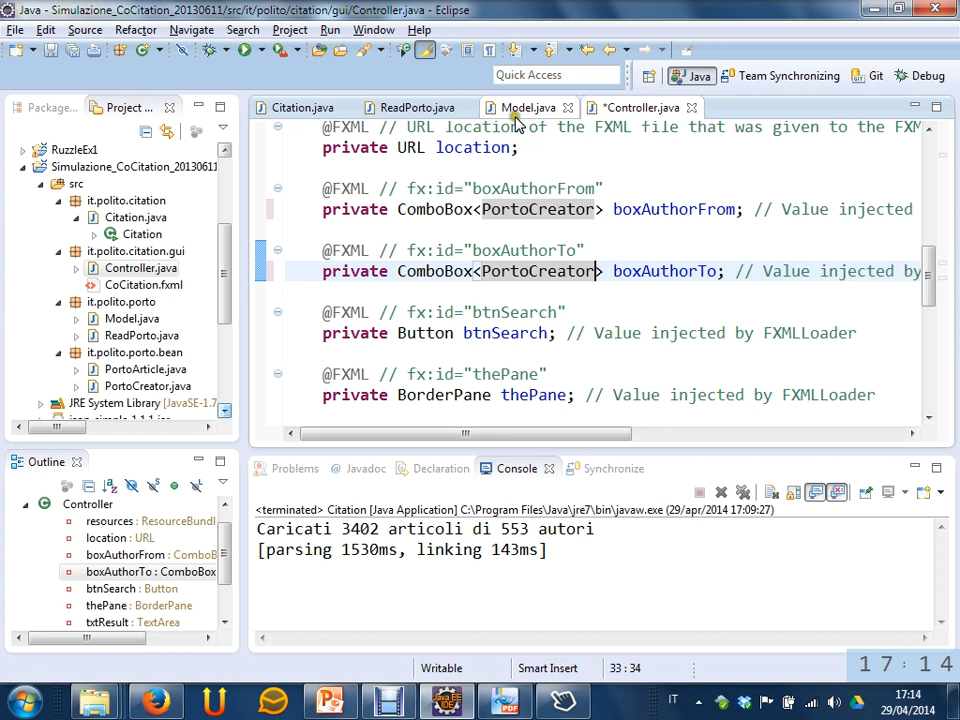 Java - Simulazione_CoCitation_20130611/src/it/polito/citation/gui/Controller.java - Eclipse
File Edit Source Refactor Navigate Search Project Run Window Help
Quick Access Java Team Synchronizing Git Debug
Package... Project ...
Citation.java ReadPorto.java Model.java *Controller.java
RuzzleEx1
Simulazione_CoCitation_20130611
src
it.polito.citation
Citation.java
Citation
it.polito.citation.gui
Controller.java
CoCitation.fxml
it.polito.porto
Model.java
ReadPorto.java
it.polito.porto.bean
PortoArticle.java
PortoCreator.java
JRE System Library [JavaSE-1.7
json-simple-1.1.1.jar
@FXML // URL location of the FXML file that was given to the FXM
private URL location;
@FXML // fx:id="boxAuthorFrom"
private ComboBox<PortoCreator> boxAuthorFrom; // Value injected
@FXML // fx:id="boxAuthorTo"
private ComboBox<PortoCreator> boxAuthorTo; // Value injected by
@FXML // fx:id="btnSearch"
private Button btnSearch; // Value injected by FXMLLoader
@FXML // fx:id="thePane"
private BorderPane thePane; // Value injected by FXMLLoader
Outline
Controller
resources : ResourceBundl
location : URL
boxAuthorFrom : ComboB
boxAuthorTo : ComboBox
btnSearch : Button
thePane : BorderPane
txtResult : TextArea
Problems Javadoc Declaration Console Synchronize
<terminated> Citation [Java Application] C:\Program Files\Java\jre7\bin\javaw.exe (29/apr/2014 17:09:27)
Caricati 3402 articoli di 553 autori
[parsing 1530ms, linking 143ms]
Writable Smart Insert 33 : 34
17:14
IT
17:14
29/04/2014